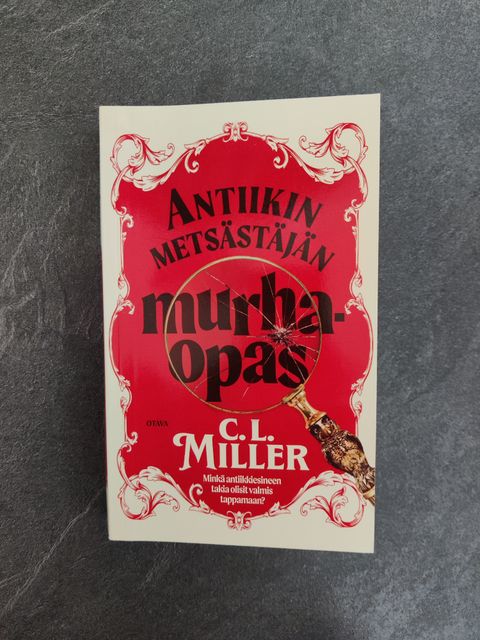 ANTIIKIN
METSÄSTÄJÄN
murha-
opas
OTAVA
C. L.
MILLER
Minkä antiikkiesineen
takia olisit valmis
tappamaan?